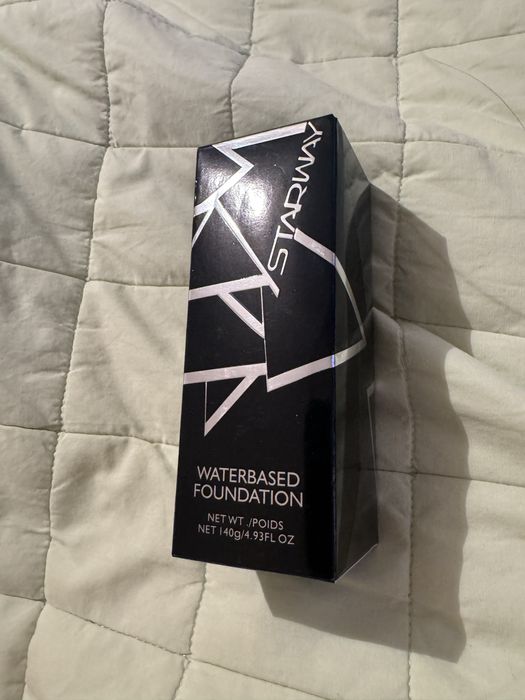 STARWAY
WATERBASED
FOUNDATION
NET WT ./POIDS
NET 140g/4.93FL OZ